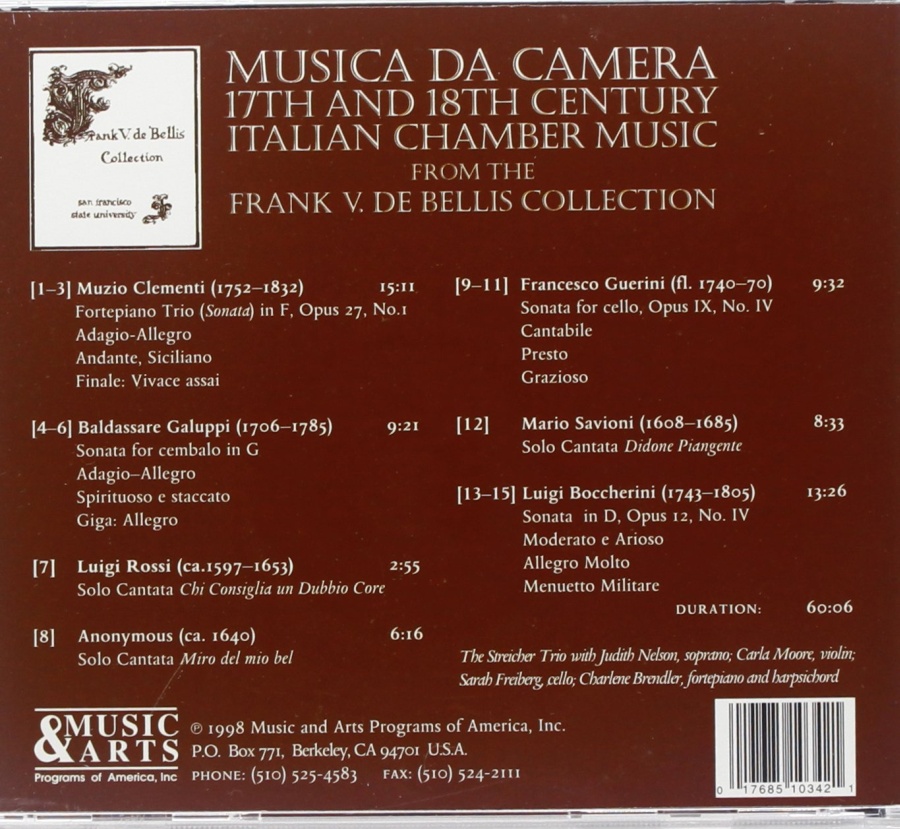 Frank V. de Bellis
Collection
san francisco
state university
MUSICA DA CAMERA
17TH AND 18TH CENTURY
ITALIAN CHAMBER MUSIC
FROM THE
FRANK V. DE BELLIS COLLECTION
[1–3] Muzio Clementi (1752–1832) 15:11
Fortepiano Trio (Sonata) in F, Opus 27, No.1
Adagio-Allegro
Andante, Siciliano
Finale: Vivace assai
[4–6] Baldassare Galuppi (1706–1785) 9:21
Sonata for cembalo in G
Adagio–Allegro
Spirituoso e staccato
Giga: Allegro
[7] Luigi Rossi (ca.1597–1653) 2:55
Solo Cantata Chi Consiglia un Dubbio Core
[8] Anonymous (ca. 1640) 6:16
Solo Cantata Miro del mio bel
[9–11] Francesco Guerini (fl. 1740–70) 9:32
Sonata for cello, Opus IX, No. IV
Cantabile
Presto
Grazioso
[12] Mario Savioni (1608–1685) 8:33
Solo Cantata Didone Piangente
[13–15] Luigi Boccherini (1743–1805) 13:26
Sonata in D, Opus 12, No. IV
Moderato e Arioso
Allegro Molto
Menuetto Militare
DURATION: 60:06
The Streicher Trio with Judith Nelson, soprano; Carla Moore, violin;
Sarah Freiberg, cello; Charlene Brendler, fortepiano and harpsichord
MUSIC
& ARTS
Programs of America, Inc
℗ 1998 Music and Arts Programs of America, Inc.
P.O. Box 771, Berkeley, CA 94701 U.S.A.
PHONE: (510) 525-4583 FAX: (510) 524-2111
0 17685 10342 1